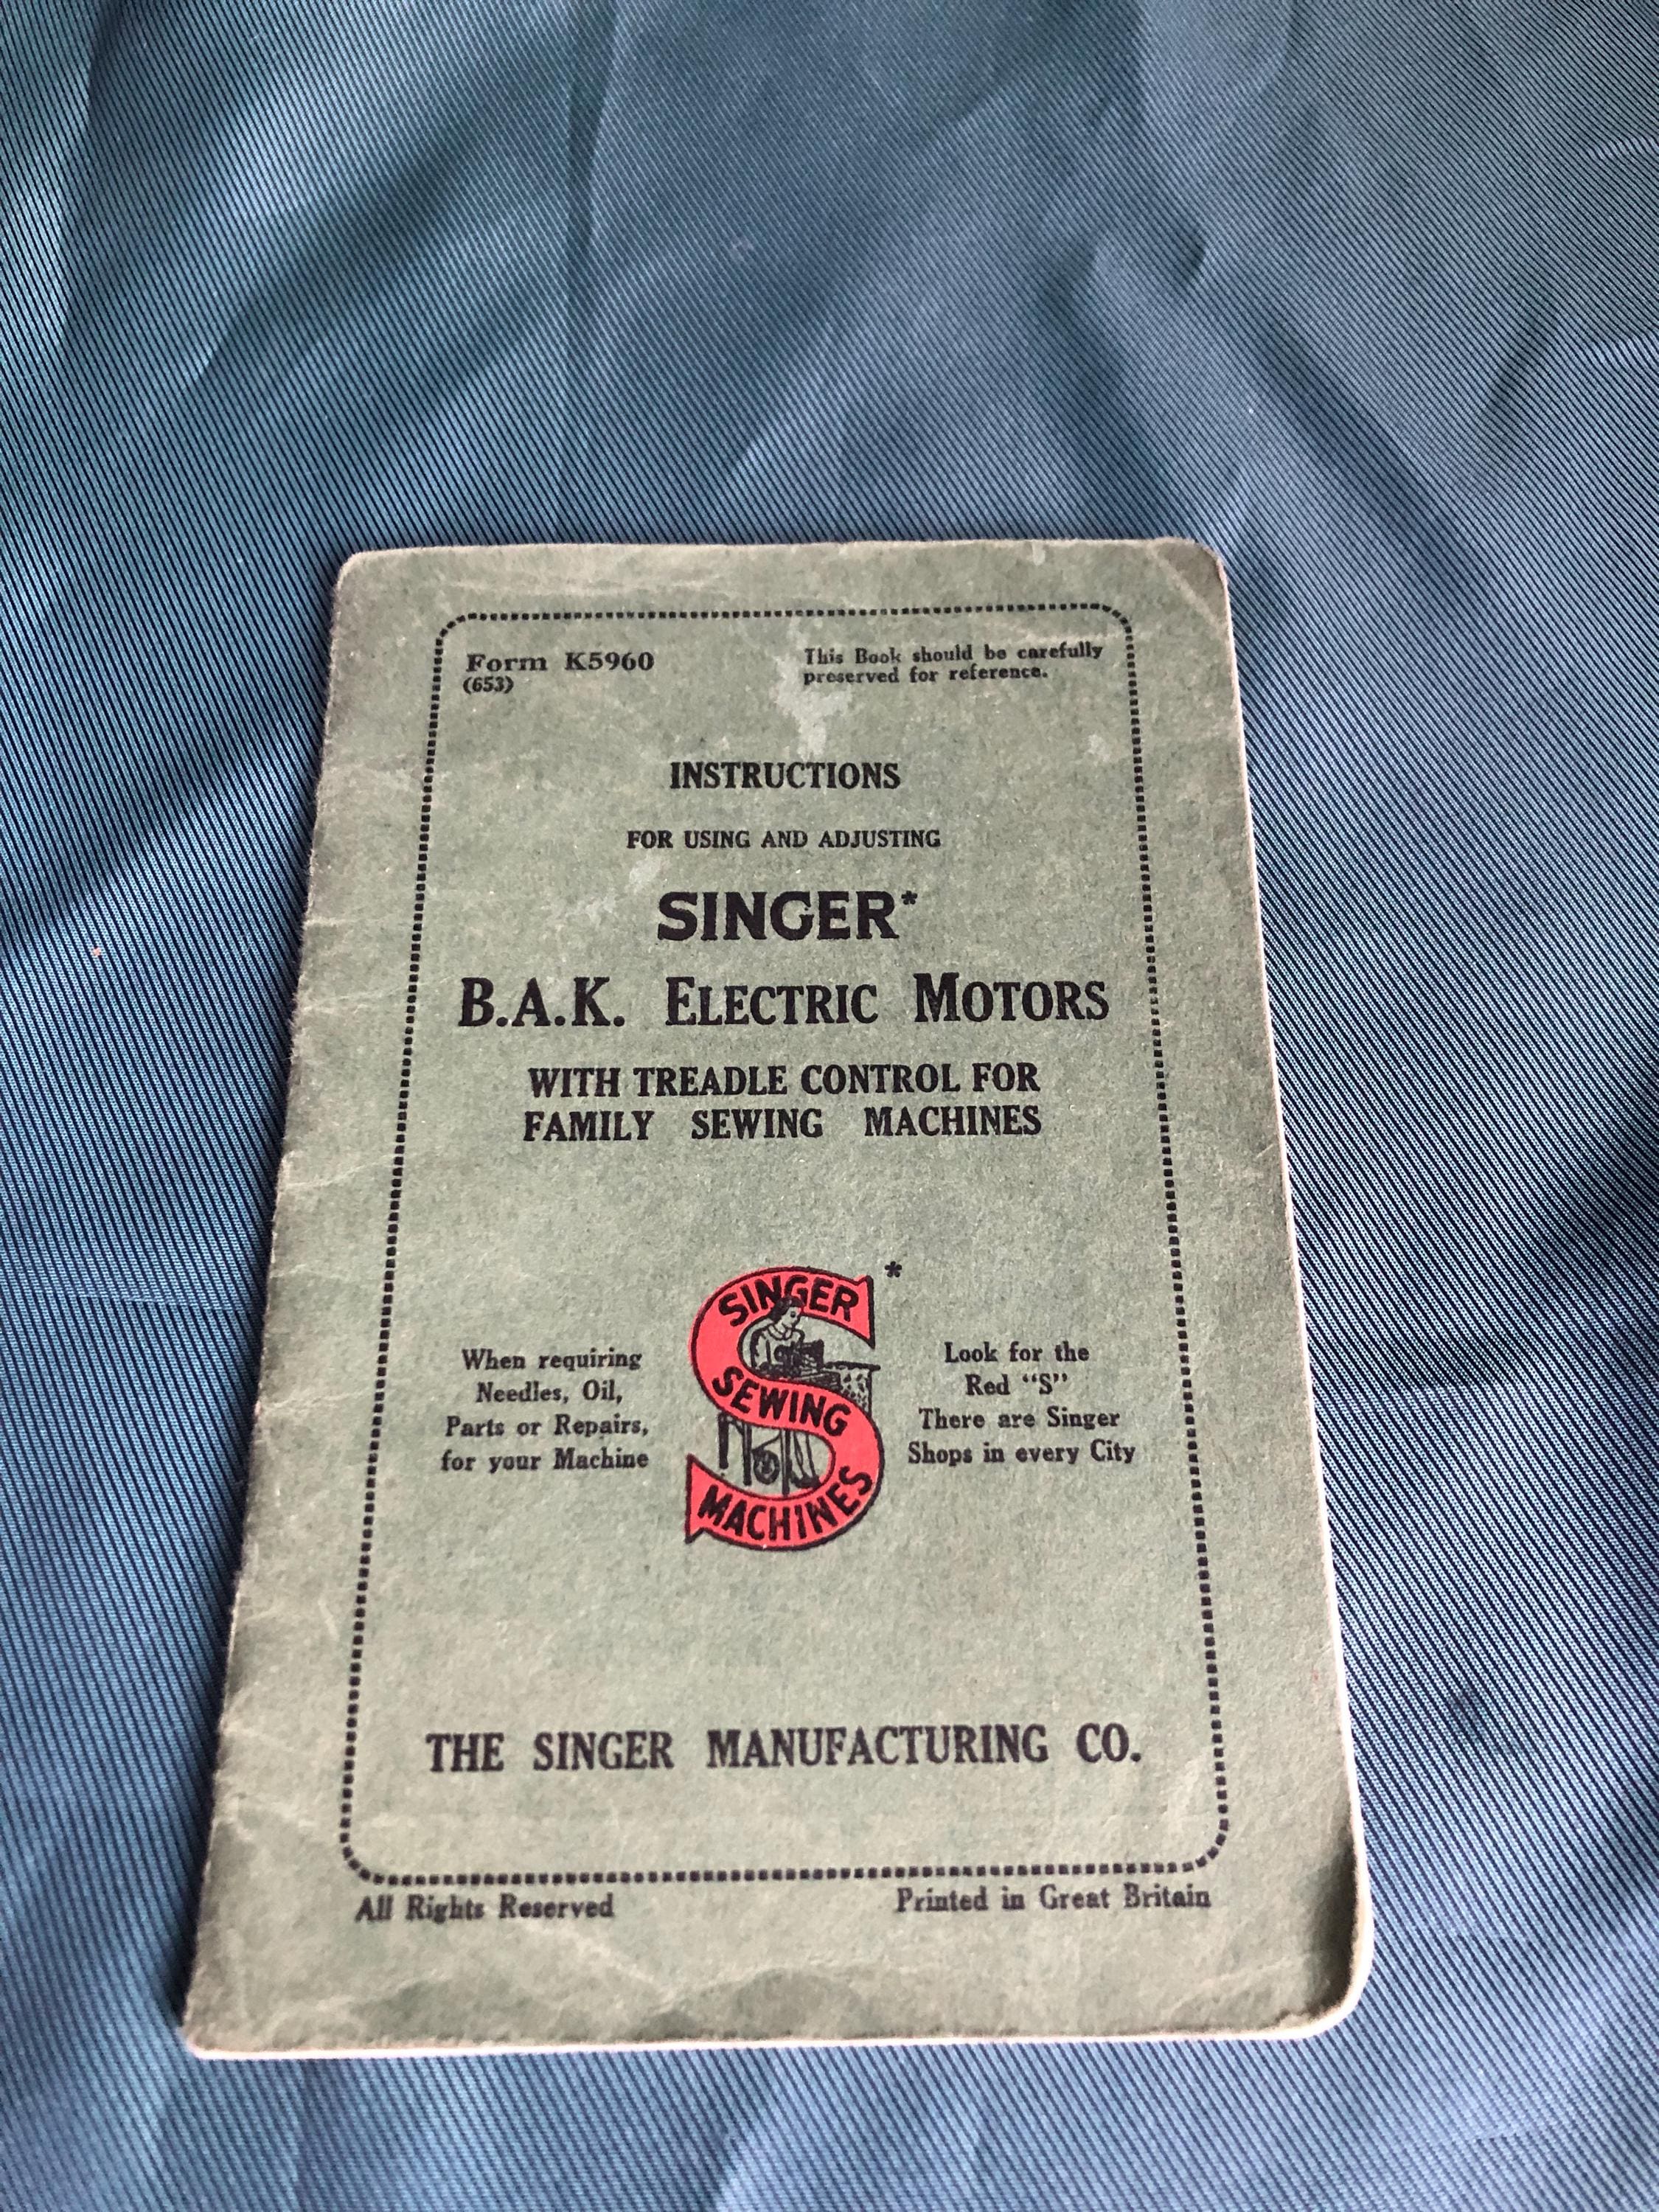 Form K5960
(653)
This Book should be carefully
preserved for reference.
INSTRUCTIONS
FOR USING AND ADJUSTING
SINGER*
B.A.K. ELECTRIC MOTORS
WITH TREADLE CONTROL FOR
FAMILY SEWING MACHINES
When requiring
Needles, Oil,
Parts or Repairs,
for your Machine
*
SINGER
SEWING
MACHINES
Look for the
Red "S"
There are Singer
Shops in every City
THE SINGER MANUFACTURING CO.
All Rights Reserved
Printed in Great Britain